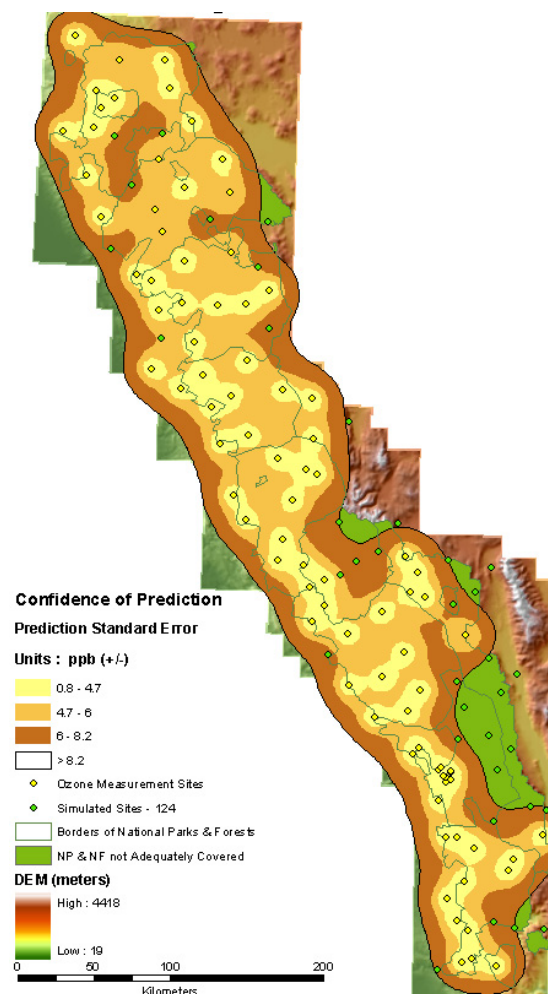 Confidence of Prediction
Prediction Standard Error
Units : ppb (+/-)
0.8 - 4.7
4.7 - 6
6 - 8.2
> 8.2
Ozone Measurement Sites
Simulated Sites - 124
Borders of National Parks & Forests
NP & NF not Adequately Covered
DEM (meters)
High : 4418
Low : 19
0 50 100 200
Kilometers